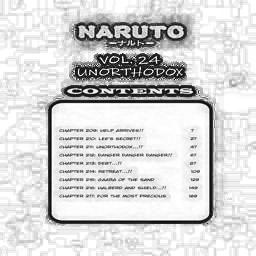 NARUTO
ーナルトー
VOL. 24
UNORTHODOX
CONTENTS
CHAPTER 209: HELP ARRIVES!! 7
CHAPTER 210: LEE'S SECRET!! 27
CHAPTER 211: UNORTHODOX...!! 47
CHAPTER 212: DANGER DANGER DANGER!! 67
CHAPTER 213: DEBT...!! 87
CHAPTER 214: RETREAT...!! 109
CHAPTER 215: GAARA OF THE SAND 129
CHAPTER 216: HALBERD AND SHIELD...!! 149
CHAPTER 217: FOR THE MOST PRECIOUS 169